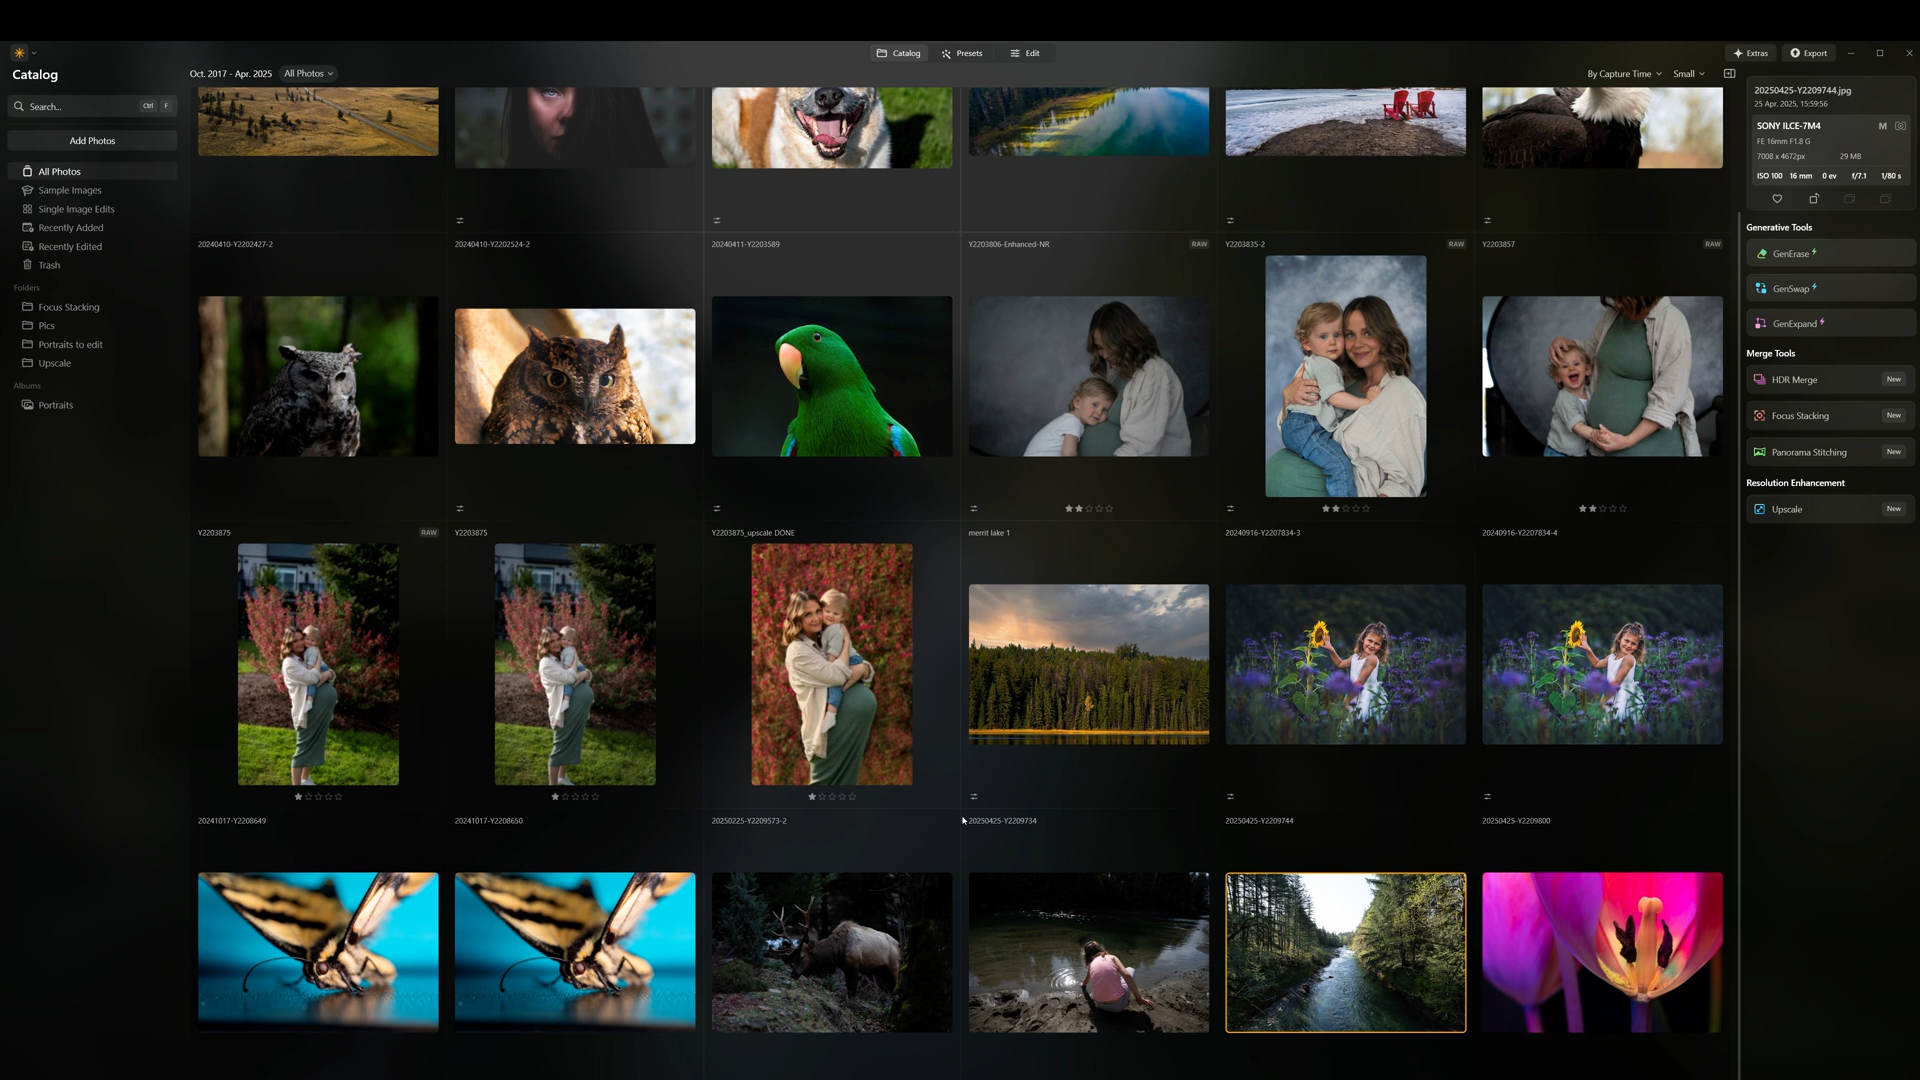 Catalog
Presets
Edit
Extras
Export
Catalog
Oct. 2017 - Apr. 2025
All Photos
By Capture Time
Small
Search...
Ctrl
F
Add Photos
All Photos
Sample Images
Single Image Edits
Recently Added
Recently Edited
Trash
Folders
Focus Stacking
Pics
Portraits to edit
Upscale
Albums
Portraits
20240410-Y2202427-2
20240410-Y2202524-2
20240411-Y2203589
Y2203806-Enhanced-NR
RAW
Y2203835-2
RAW
Y2203857
RAW
Y2203875
RAW
Y2203875
Y2203875_upscale DONE
merrit lake 1
20240916-Y2207834-3
20240916-Y2207834-4
20241017-Y2208649
20241017-Y2208650
20250225-Y2209573-2
20250425-Y2209734
20250425-Y2209744
20250425-Y2209800
20250425-Y2209744.jpg
25 Apr. 2025, 15:59:56
SONY ILCE-7M4
M
FE 16mm F1.8 G
7008 x 4672px
29 MB
ISO 100
16 mm
0 ev
f/7.1
1/80 s
Generative Tools
GenErase
GenSwap
GenExpand
Merge Tools
HDR Merge
New
Focus Stacking
New
Panorama Stitching
New
Resolution Enhancement
Upscale
New